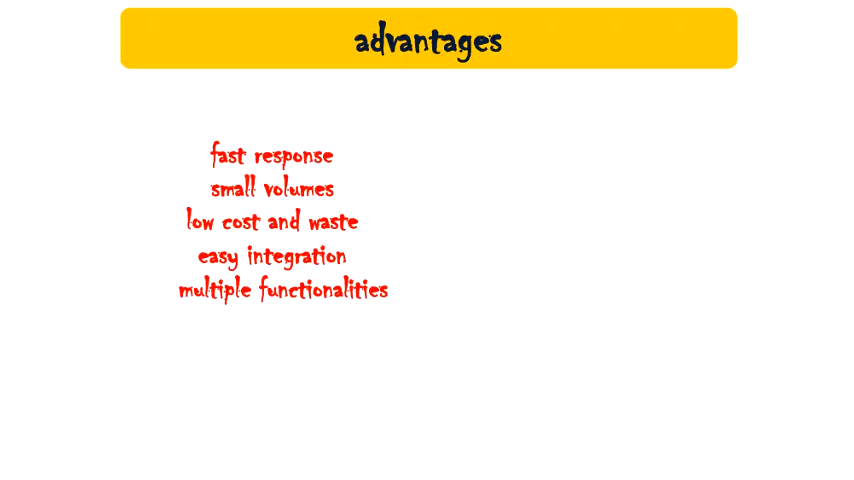 advantages
fast response
small volumes
low cost and waste
easy integration
multiple functionalities